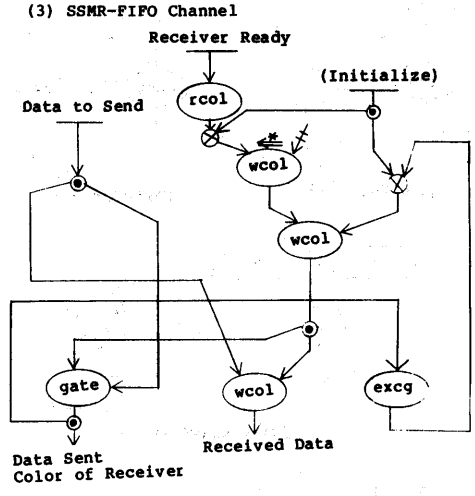 (3) SSMR-FIFO Channel
Receiver Ready
(Initialize)
Data to Send
rcol
*
wcol
wcol
gate
wcol
excg
Received Data
Data Sent
Color of Receiver